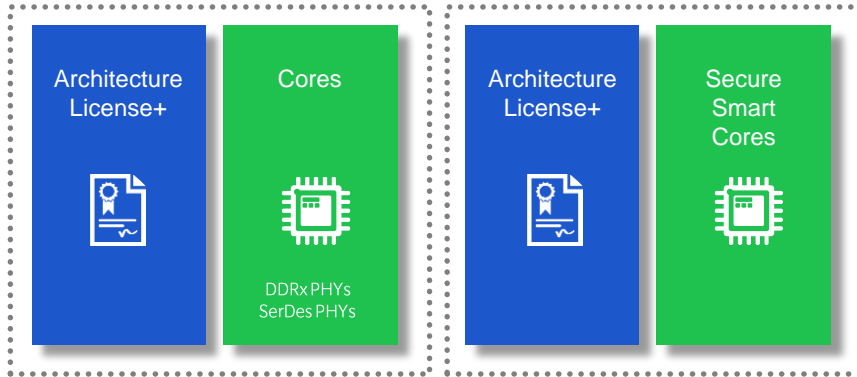 Architecture
License+
Cores
DDRx PHYs
SerDes PHYs
Architecture
License+
Secure
Smart
Cores